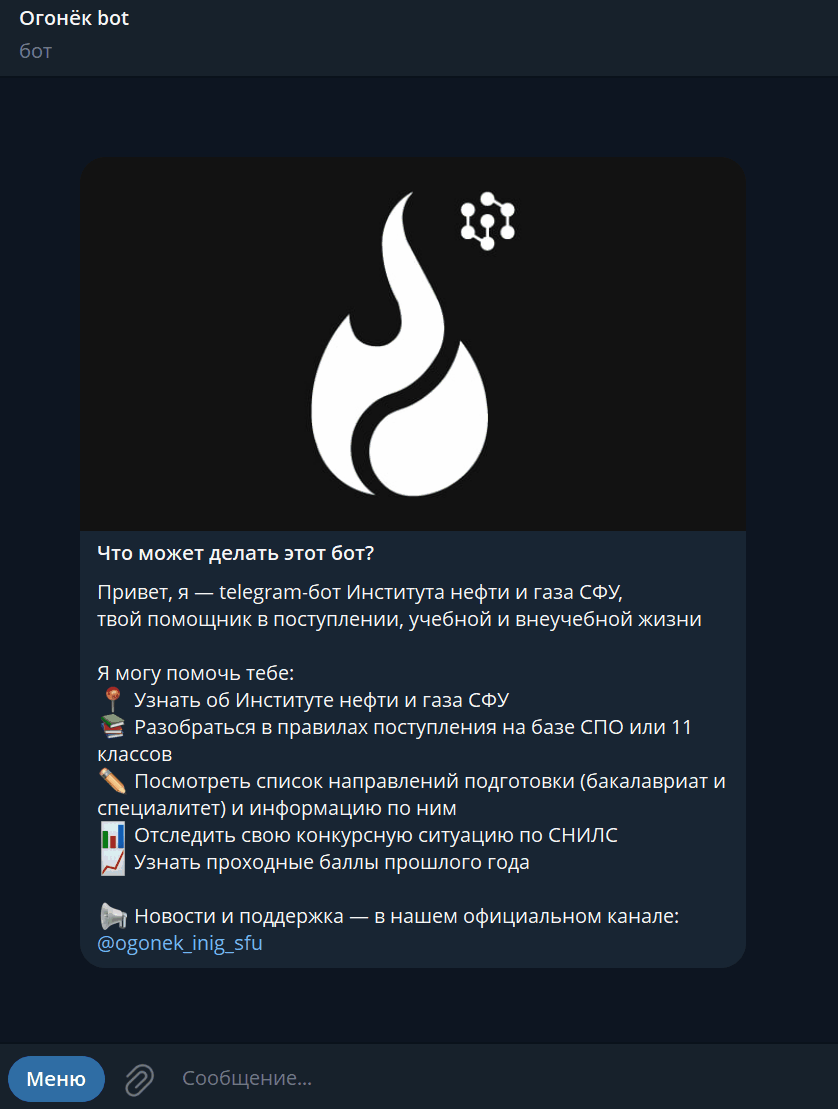 Огонёк bot
бот
Что может делать этот бот?
Привет, я — telegram-бот Института нефти и газа СФУ,
твой помощник в поступлении, учебной и внеучебной жизни
Я могу помочь тебе:
📍 Узнать об Институте нефти и газа СФУ
📚 Разобраться в правилах поступления на базе СПО или 11
классов
✏️ Посмотреть список направлений подготовки (бакалавриат и
специалитет) и информацию по ним
📊 Отследить свою конкурсную ситуацию по СНИЛС
📈 Узнать проходные баллы прошлого года
📢 Новости и поддержка — в нашем официальном канале:
@ogonek_inig_sfu
Меню
Сообщение...